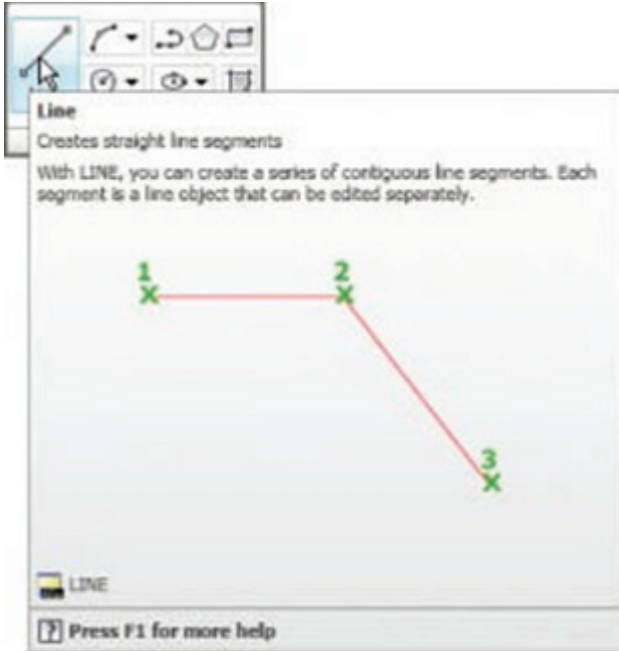 Line
Creates straight line segments
With LINE, you can create a series of contiguous line segments. Each
segment is a line object that can be edited separately.
1
2
3
LINE
Press F1 for more help